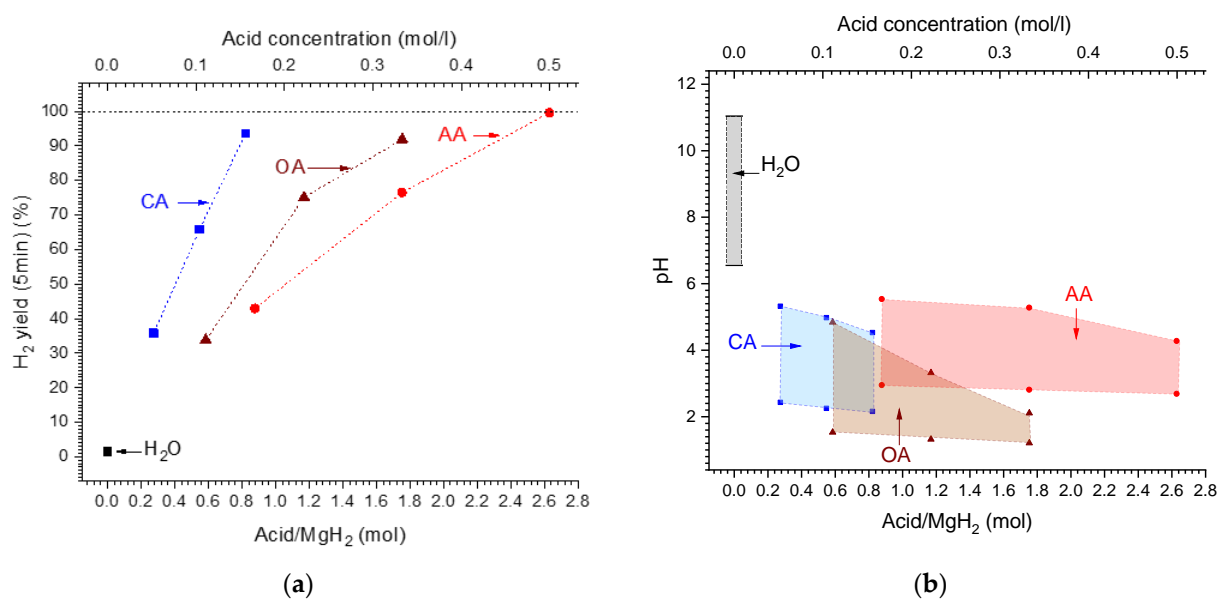 Acid concentration (mol/l)
0.0 0.1 0.2 0.3 0.4 0.5
100
90
80
70
60
50
40
30
20
10
0
H₂ yield (5min) (%)
CA
OA
AA
H₂O
0.0 0.2 0.4 0.6 0.8 1.0 1.2 1.4 1.6 1.8 2.0 2.2 2.4 2.6 2.8
Acid/MgH₂ (mol)
(a)
Acid concentration (mol/l)
0.0 0.1 0.2 0.3 0.4 0.5
12
10
8
6
4
2
pH
H₂O
AA
CA
OA
0.0 0.2 0.4 0.6 0.8 1.0 1.2 1.4 1.6 1.8 2.0 2.2 2.4 2.6 2.8
Acid/MgH₂ (mol)
(b)